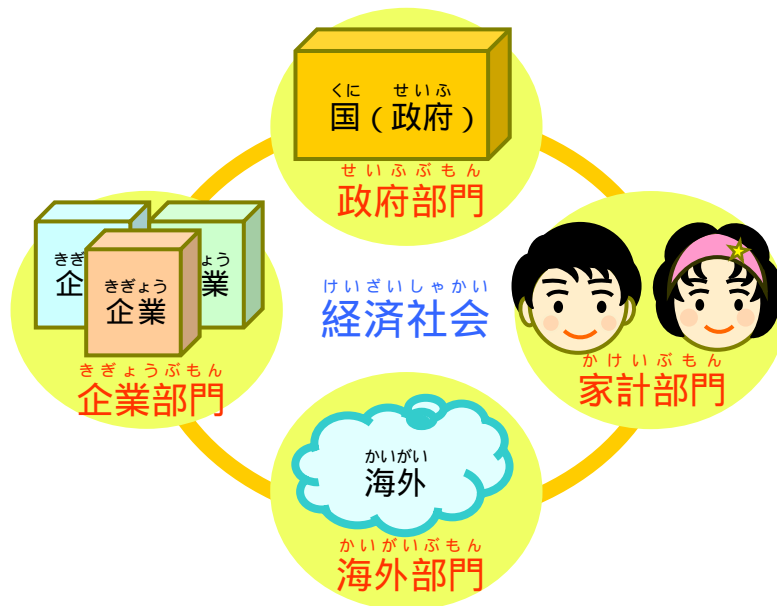 くに せいふ
国（政府）
せいふぶもん
政府部門
きぎょう
企業
きぎょうぶもん
企業部門
けいざいしゃかい
経済社会
かけいぶもん
家計部門
かいがい
海外
かいがいぶもん
海外部門